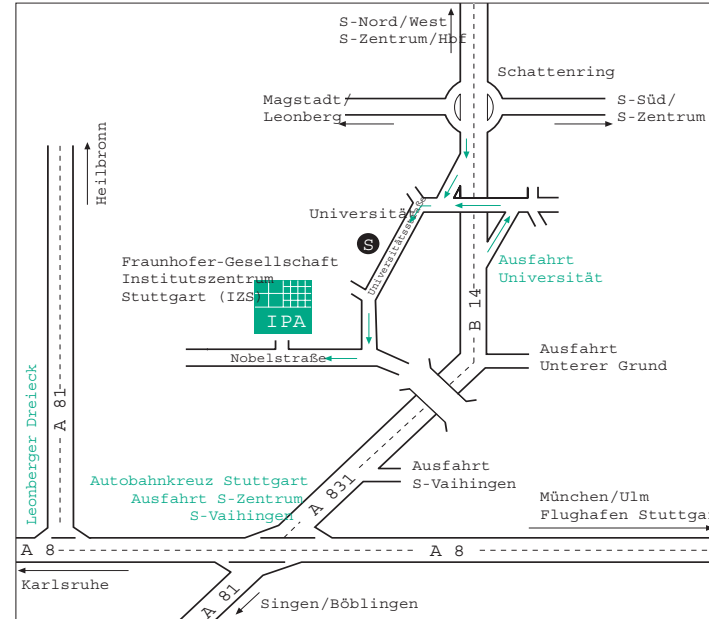 S-Nord/West
S-Zentrum/Hbf
Schattenring
Magstadt/
Leonberg
S-Süd/
S-Zentrum
Heilbronn
Universität
S
Universitätsstraße
Fraunhofer-Gesellschaft
Institutszentrum
Stuttgart (IZS)
IPA
Ausfahrt
Universität
B 14
Nobelstraße
Ausfahrt
Unterer Grund
A 81
Leonberger Dreieck
Autobahnkreuz Stuttgart
Ausfahrt S-Zentrum
S-Vaihingen
A 831
Ausfahrt
S-Vaihingen
München/Ulm
Flughafen Stuttgar
A 8
A 8
Karlsruhe
A 81
Singen/Böblingen